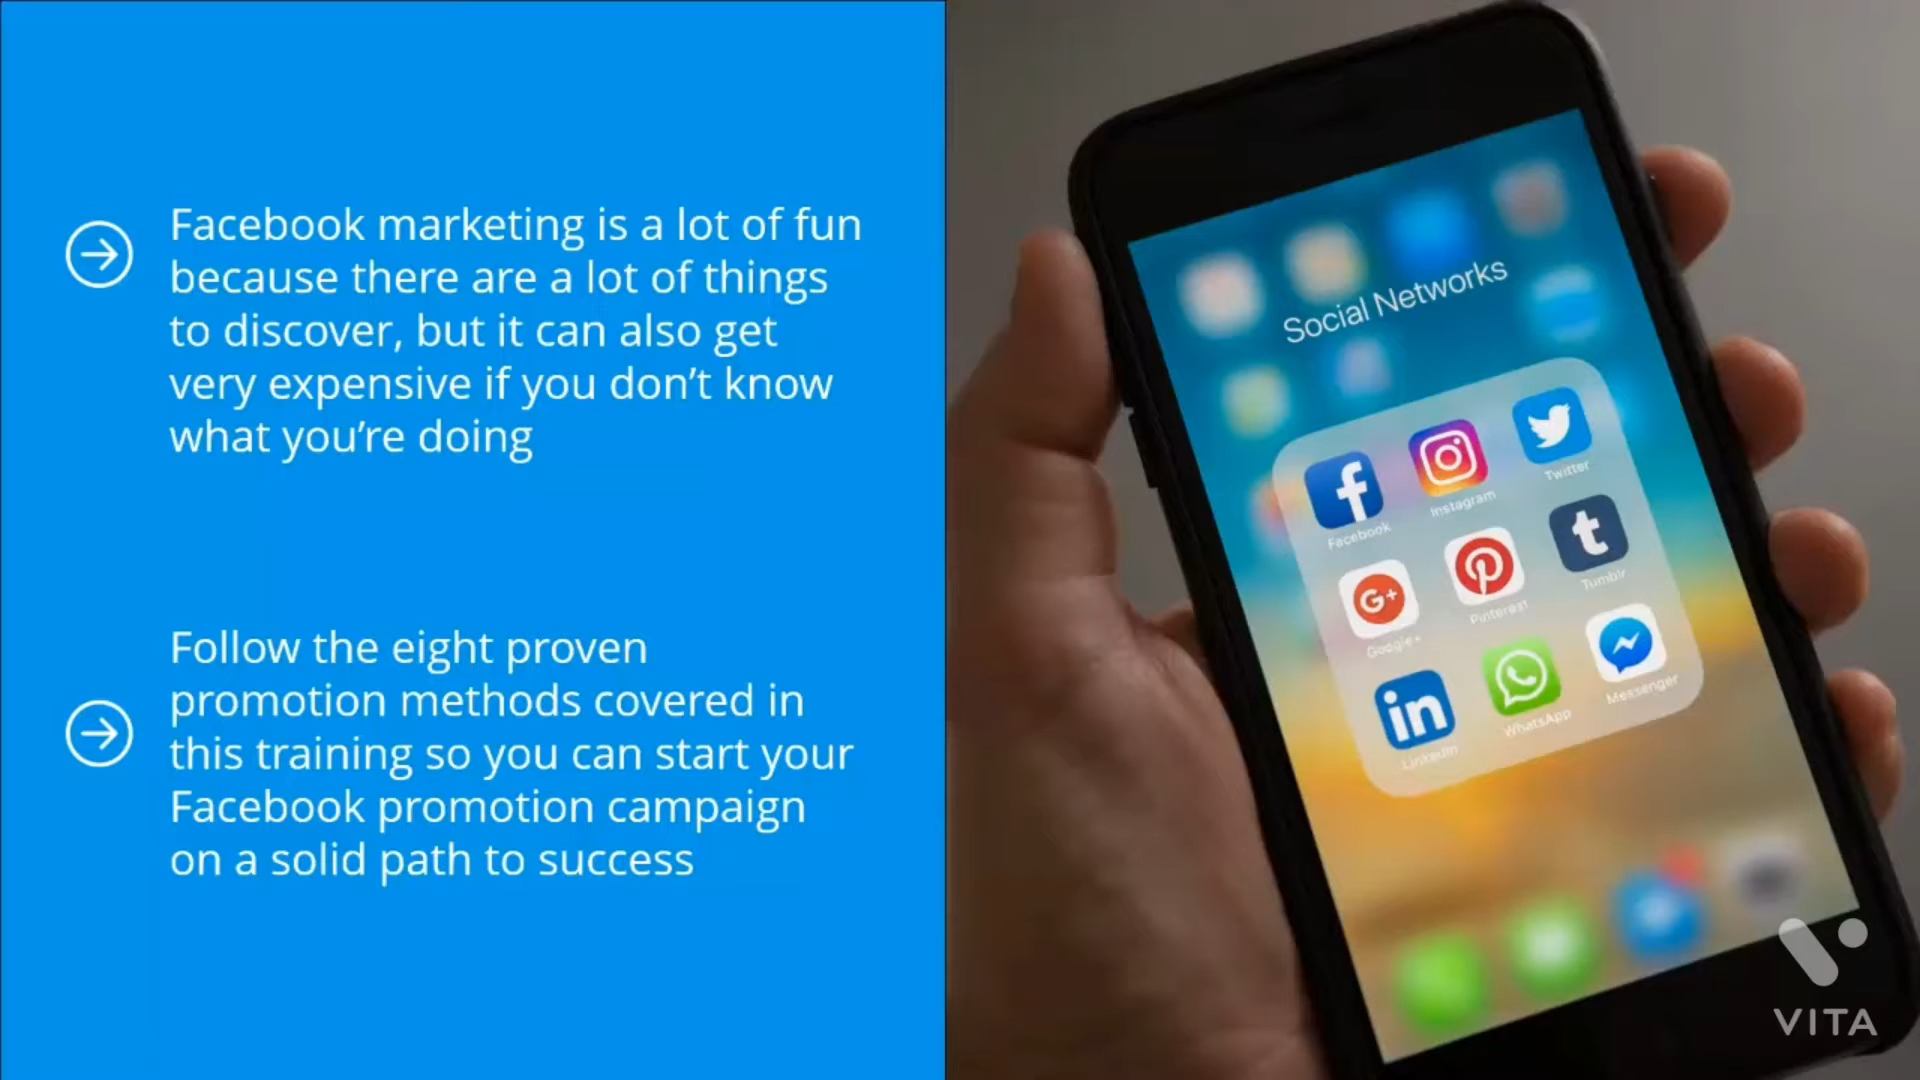 Facebook marketing is a lot of fun
because there are a lot of things
to discover, but it can also get
very expensive if you don't know
what you're doing
Follow the eight proven
promotion methods covered in
this training so you can start your
Facebook promotion campaign
on a solid path to success
Social Networks
Facebook
Instagram
Twitter
G+
Google+
Pinterest
t
Tumblr
in
LinkedIn
WhatsApp
Messenger
VITA